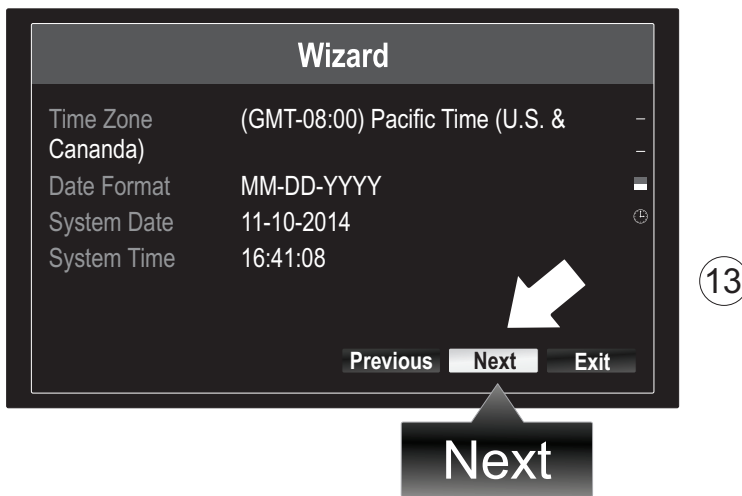 Wizard
Time Zone (GMT-08:00) Pacific Time (U.S. &
Cananda)
Date Format MM-DD-YYYY
System Date 11-10-2014
System Time 16:41:08
Previous Next Exit
Next
13